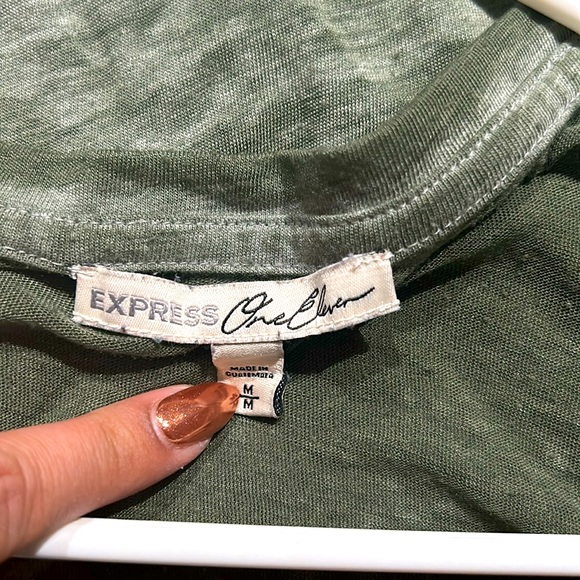 EXPRESS One Eleven
MADE IN
GUATEMALA
M
M